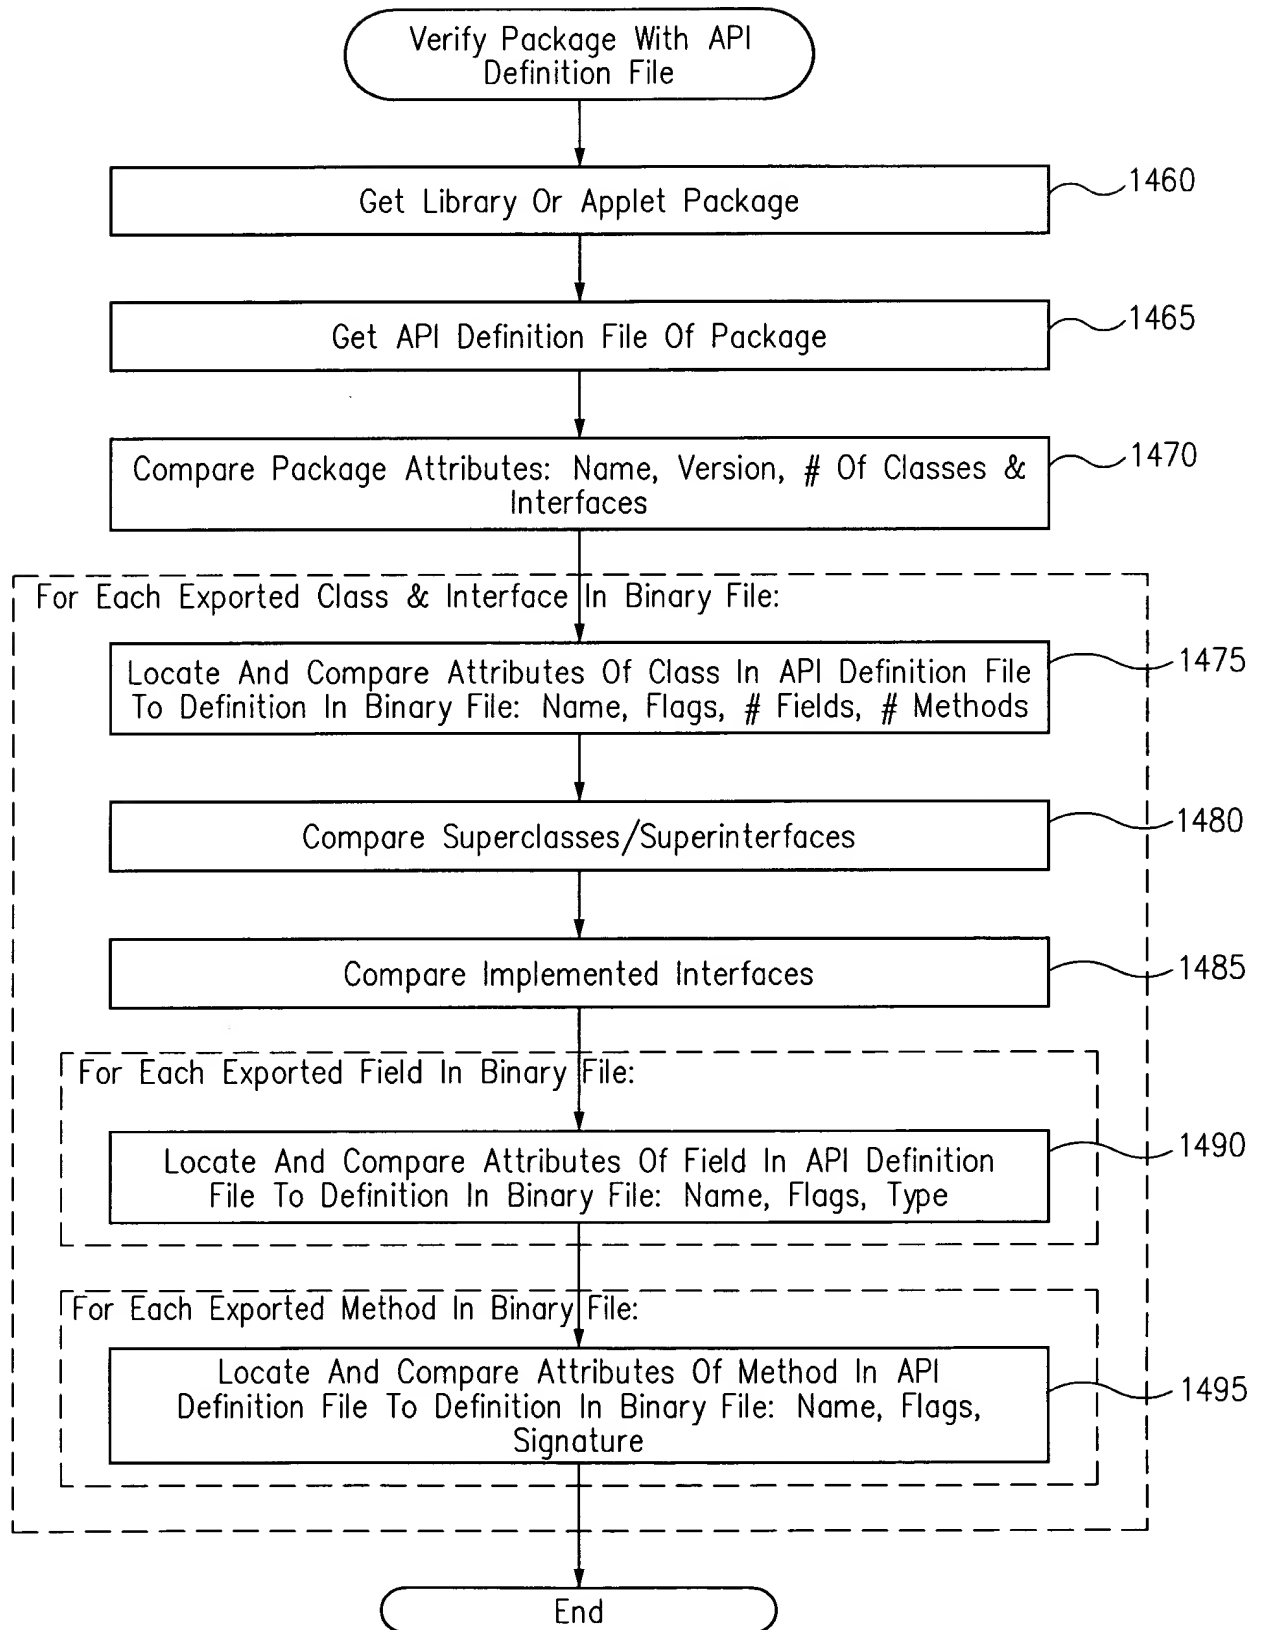 Verify Package With API
Definition File
Get Library Or Applet Package
1460
Get API Definition File Of Package
1465
Compare Package Attributes: Name, Version, # Of Classes &
Interfaces
1470
For Each Exported Class & Interface In Binary File:
Locate And Compare Attributes Of Class In API Definition File
To Definition In Binary File: Name, Flags, # Fields, # Methods
1475
Compare Superclasses/Superinterfaces
1480
Compare Implemented Interfaces
1485
For Each Exported Field In Binary File:
Locate And Compare Attributes Of Field In API Definition
File To Definition In Binary File: Name, Flags, Type
1490
For Each Exported Method In Binary File:
Locate And Compare Attributes Of Method In API
Definition File To Definition In Binary File: Name, Flags,
Signature
1495
End